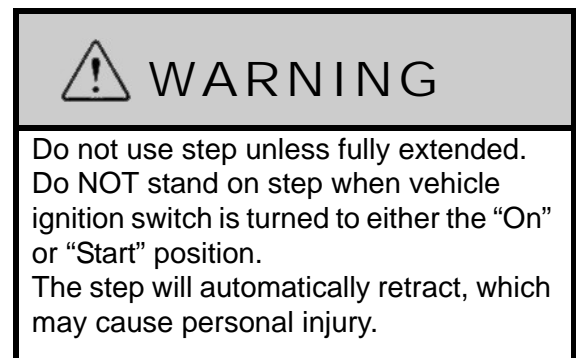 WARNING
Do not use step unless fully extended.
Do NOT stand on step when vehicle
ignition switch is turned to either the “On”
or “Start” position.
The step will automatically retract, which
may cause personal injury.